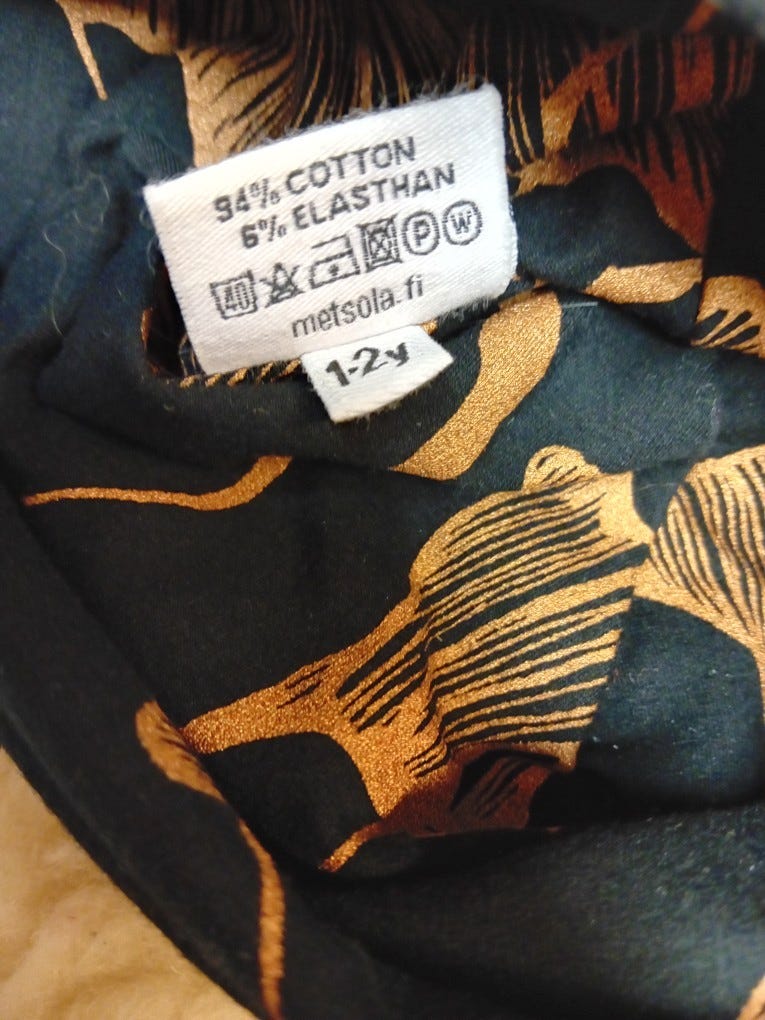 94% COTTON
6% ELASTHAN
40 P W
metsola.fi
1-2y